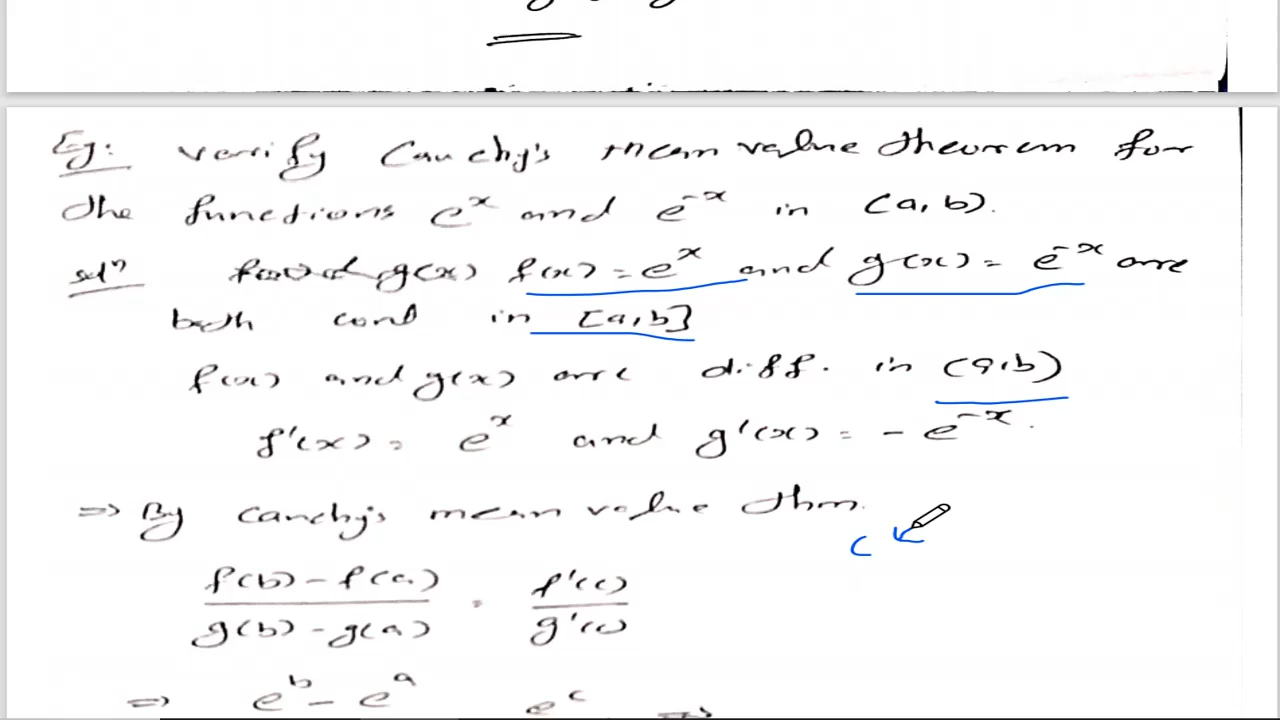 Eg: Verify Cauchy's mean value theorem for
the functions e^x and e^-x in (a, b).
sol^n g(x) f(x) = e^x and g(x) = e^-x are
both cont in [a, b]
f(x) and g(x) are diff. in (a, b)
f'(x) = e^x and g'(x) = - e^-x.
=> By Cauchy's mean value thm.
c
f(b) - f(a) / g(b) - g(a) = f'(c) / g'(c)
=> e^b - e^a e^c =>